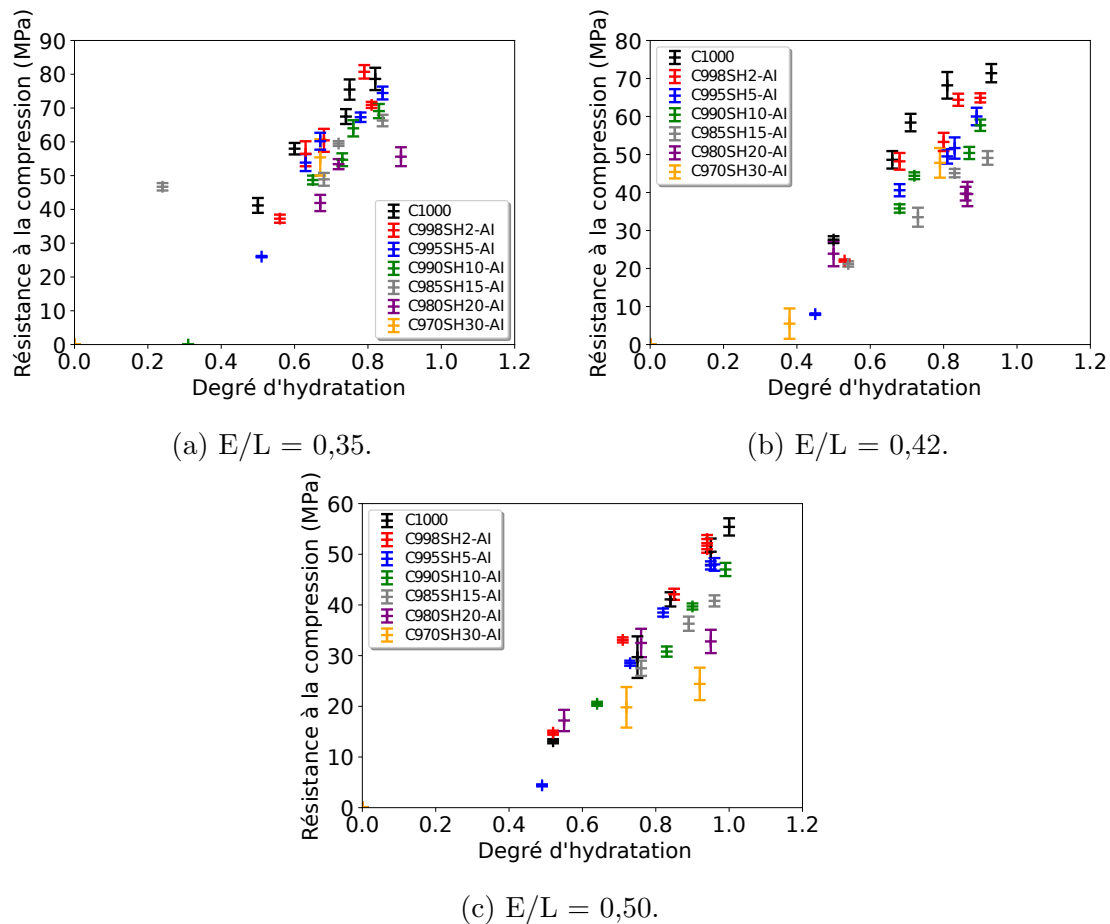 Résistance à la compression (MPa)
90
80
70
60
50
40
30
20
10
0
0.0 0.2 0.4 0.6 0.8 1.0 1.2
Degré d'hydratation
C1000
C998SH2-AI
C995SH5-AI
C990SH10-AI
C985SH15-AI
C980SH20-AI
C970SH30-AI
(a) E/L = 0,35.
Résistance à la compression (MPa)
80
70
60
50
40
30
20
10
0
0.0 0.2 0.4 0.6 0.8 1.0 1.2
Degré d'hydratation
C1000
C998SH2-AI
C995SH5-AI
C990SH10-AI
C985SH15-AI
C980SH20-AI
C970SH30-AI
(b) E/L = 0,42.
Résistance à la compression (MPa)
60
50
40
30
20
10
0
0.0 0.2 0.4 0.6 0.8 1.0 1.2
Degré d'hydratation
C1000
C998SH2-AI
C995SH5-AI
C990SH10-AI
C985SH15-AI
C980SH20-AI
C970SH30-AI
(c) E/L = 0,50.